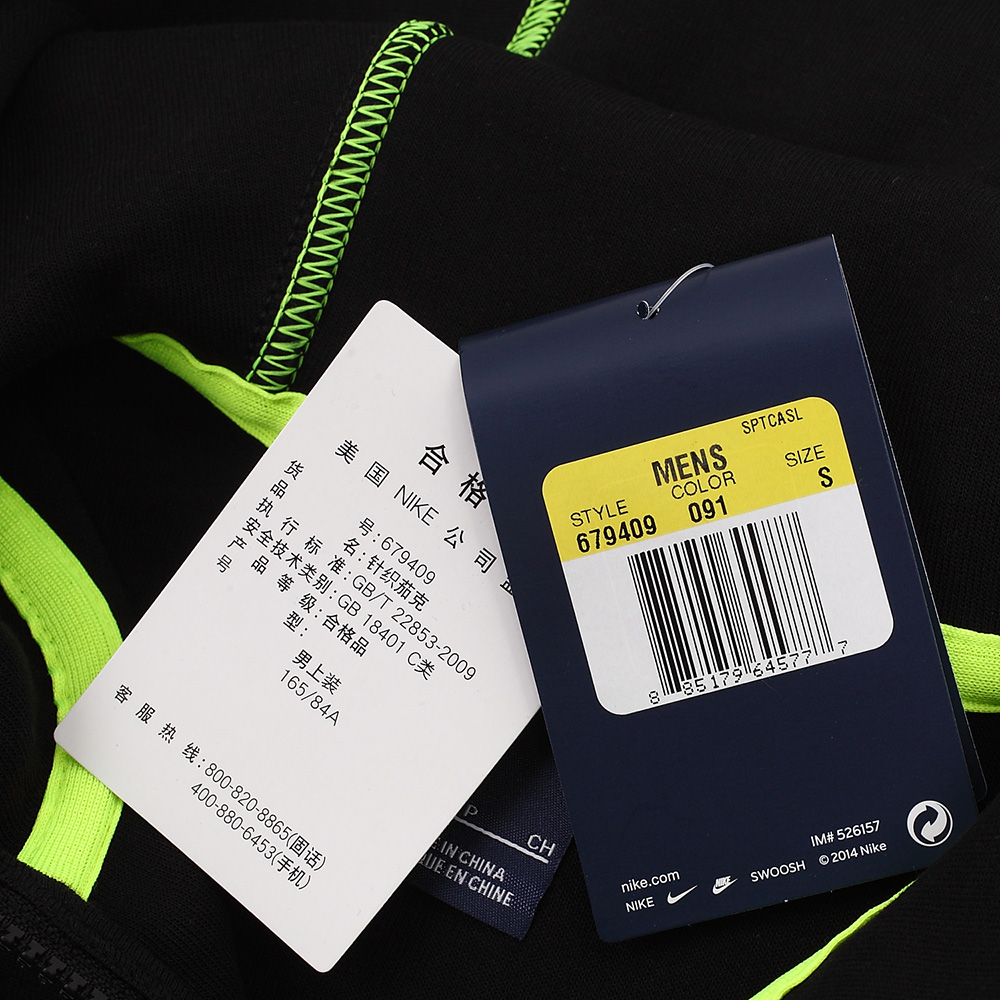 合格
美国 NIKE 公司
货号:679409
品名:针织茄克
执行标准:GB/T 22853-2009
安全技术类别:GB 18401 C类
产品等级:合格品
号型:
男上装
165/84A
客服热线:800-820-8865(固话)
400-880-6453(手机)
P
CH
E IN CHINA
QUE EN CHINE
SPTCASL
MENS
STYLE COLOR SIZE
679409 091 S
8 85179 64577 7
IM# 526157
nike.com
NIKE SWOOSH © 2014 Nike